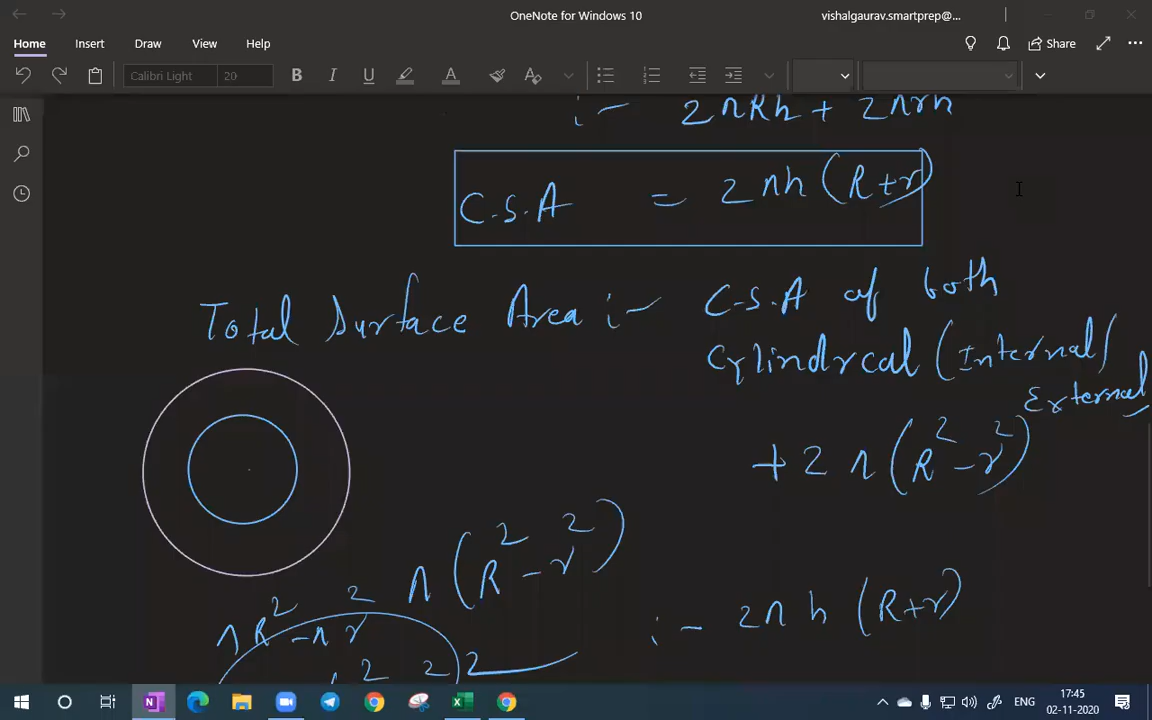 OneNote for Windows 10
vishalgaurav.smartprep@...
Home Insert Draw View Help
Share
Calibri Light 20 B I U
:- 2πRh + 2πrh
C.S.A = 2πh (R+r)
Total Surface Area :- C.S.A of both
Cylindrcal (Internal/
External
+ 2π (R² - r²)
π (R² - r²)
πR² - πr²
:- 2πh (R+r)
ENG
17:45
02-11-2020